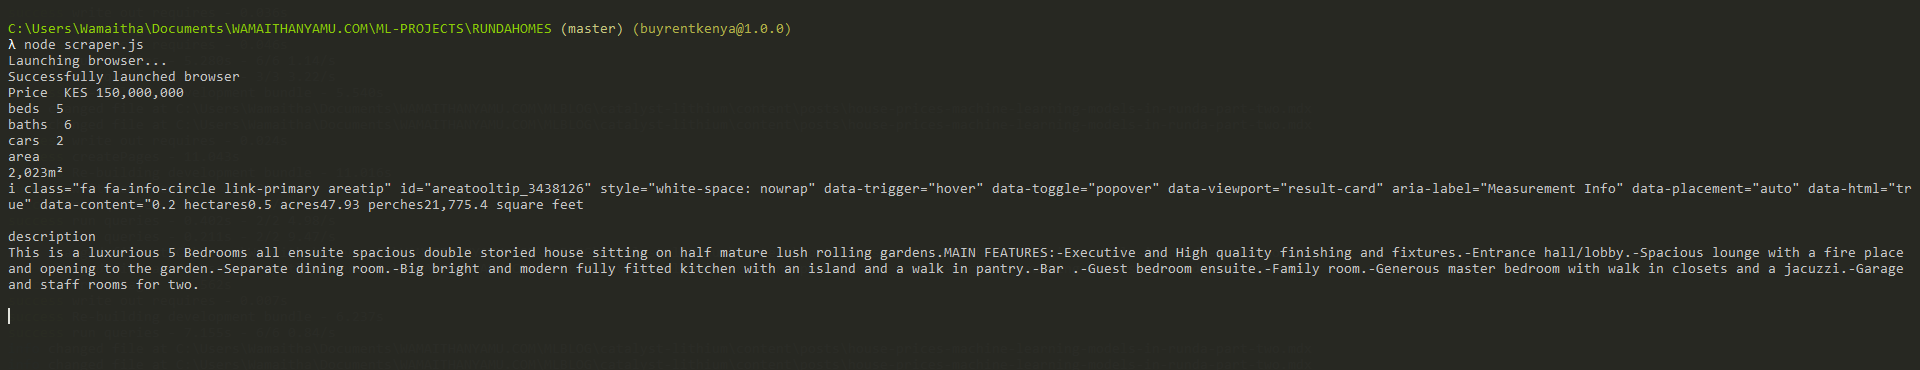 C:\Users\Wamaitha\Documents\WAMAITHANYAMU.COM\ML-PROJECTS\RUNDAHOMES (master) (buyrentkenya@1.0.0)
λ node scraper.js
Launching browser...
Successfully launched browser
Price  KES 150,000,000
beds  5
baths  6
cars  2
area
2,023m²
i class="fa fa-info-circle link-primary areatip" id="areatooltip_3438126" style="white-space: nowrap" data-trigger="hover" data-toggle="popover" data-viewport="result-card" aria-label="Measurement Info" data-placement="auto" data-html="tr
ue" data-content="0.2 hectares0.5 acres47.93 perches21,775.4 square feet
description
This is a luxurious 5 Bedrooms all ensuite spacious double storied house sitting on half mature lush rolling gardens.MAIN FEATURES:-Executive and High quality finishing and fixtures.-Entrance hall/lobby.-Spacious lounge with a fire place
and opening to the garden.-Separate dining room.-Big bright and modern fully fitted kitchen with an island and a walk in pantry.-Bar .-Guest bedroom ensuite.-Family room.-Generous master bedroom with walk in closets and a jacuzzi.-Garage
and staff rooms for two.